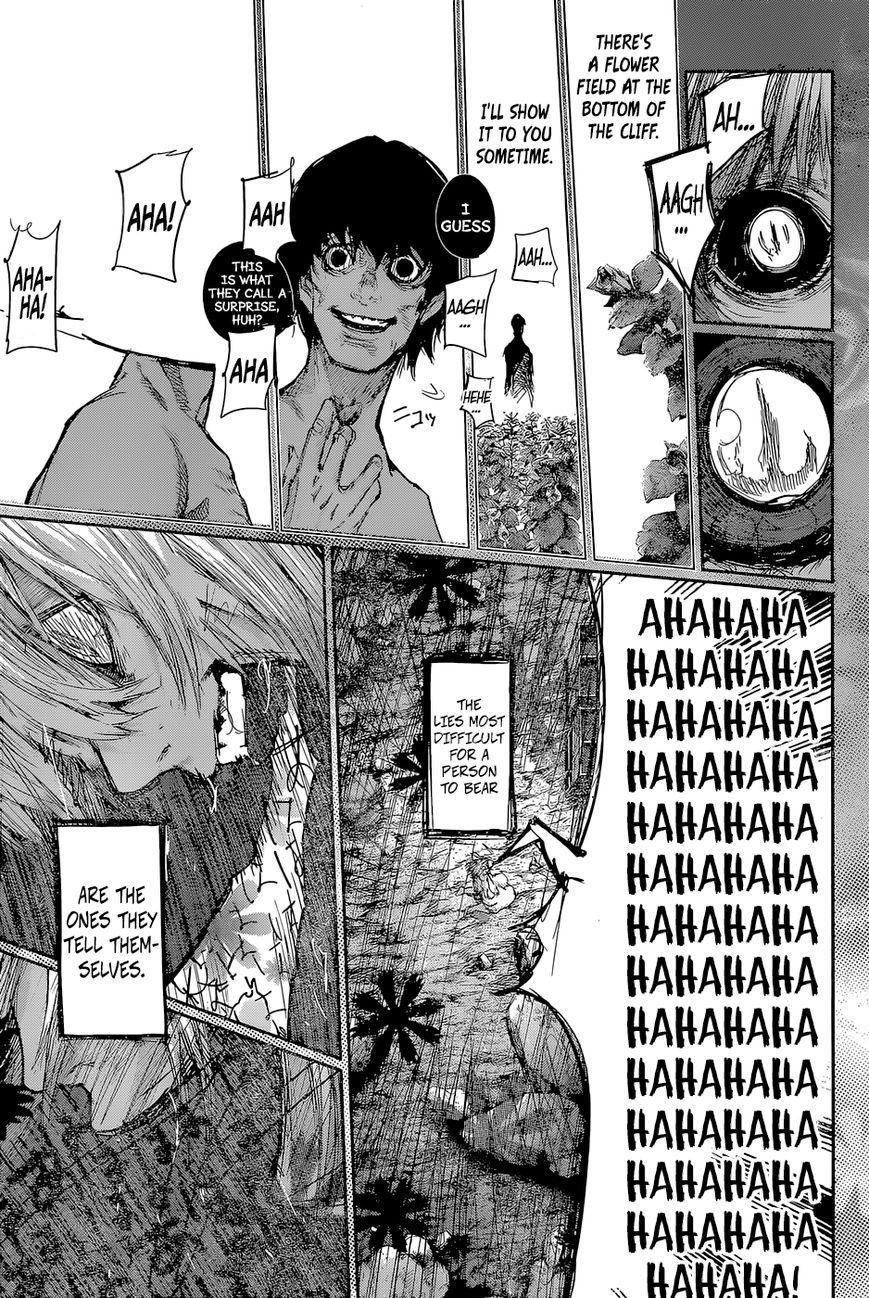 AH...
AAGH
...
THERE'S
A FLOWER
FIELD AT THE
BOTTOM OF
THE CLIFF.
I'LL SHOW
IT TO YOU
SOMETIME.
AAH...
I
GUESS
AAGH
...
HEHE
...
ニコッ
AAH
THIS
IS WHAT
THEY CALL A
SURPRISE,
HUH?
AHA
AHA!
AHA-
HA!
AHAHAHA
HAHAHAHA
HAHAHAHA
HAHAHAHA
HAHAHAHA
HAHAHAHA
HAHAHAHA
HAHAHAHA
HAHAHAHA
HAHAHAHA
HAHAHAHA
HAHAHAHA
HAHAHAHA
HAHAHA!
THE
LIES MOST
DIFFICULT
FOR A
PERSON
TO BEAR
ARE THE
ONES THEY
TELL THEM-
SELVES.